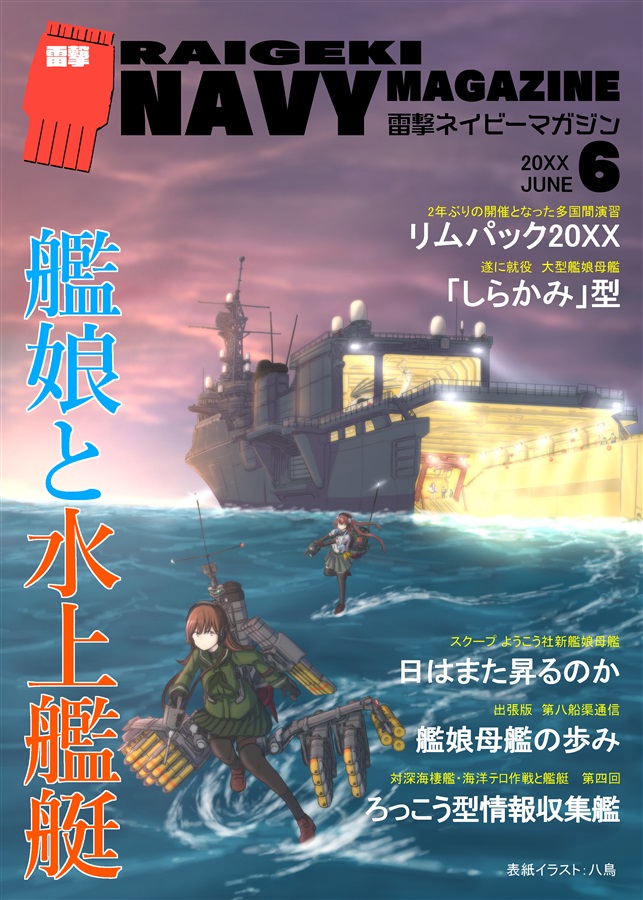 雷撃
RAIGEKI
NAVY MAGAZINE
雷撃ネイビーマガジン
20XX
JUNE 6
2年ぶりの開催となった多国間演習
リムパック20XX
遂に就役 大型艦娘母艦
「しらかみ」型
艦娘と水上艦艇
スクープ ようこう社新艦娘母艦
日はまた昇るのか
出張版 第八船渠通信
艦娘母艦の歩み
対深海棲艦・海洋テロ作戦と艦艇 第四回
ろっこう型情報収集艦
表紙イラスト：八鳥